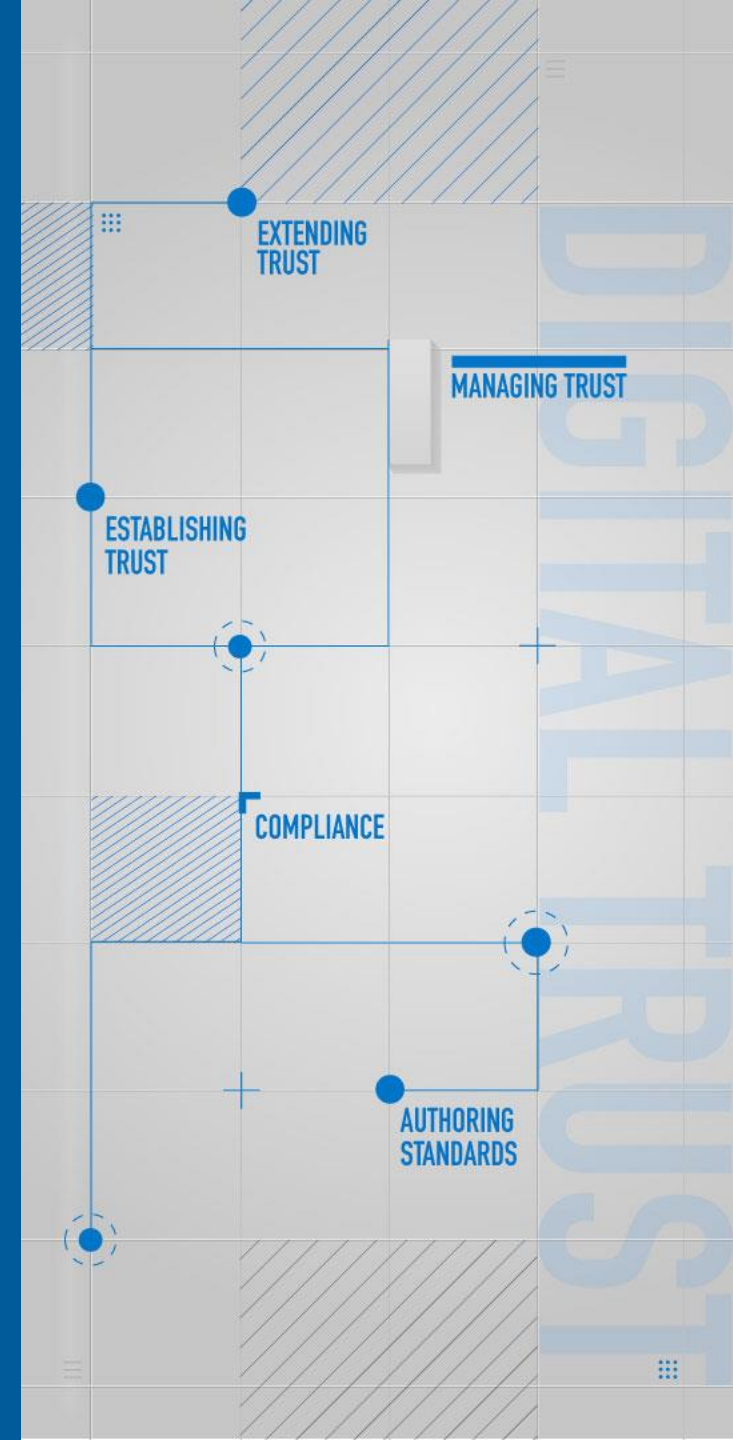 EXTENDING
TRUST
MANAGING TRUST
ESTABLISHING
TRUST
COMPLIANCE
AUTHORING
STANDARDS
DIGITAL TRUST